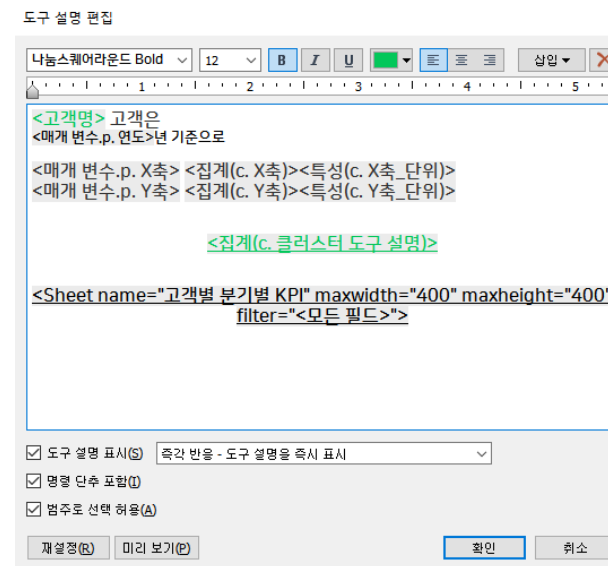 도구 설명 편집
나눔스퀘어라운드 Bold 12 B I U 삽입
1 2 3 4 5
<고객명> 고객은
<매개 변수.p. 연도>년 기준으로
<매개 변수.p. X축> <집계(c. X축)><특성(c. X축_단위)>
<매개 변수.p. Y축> <집계(c. Y축)><특성(c. Y축_단위)>
<집계(c. 클러스터 도구 설명)>
<Sheet name="고객별 분기별 KPI" maxwidth="400" maxheight="400"
filter="<모든 필드>">
도구 설명 표시(S) 즉각 반응 - 도구 설명을 즉시 표시
명령 단추 포함(I)
범주로 선택 허용(A)
재설정(R) 미리 보기(P) 확인 취소